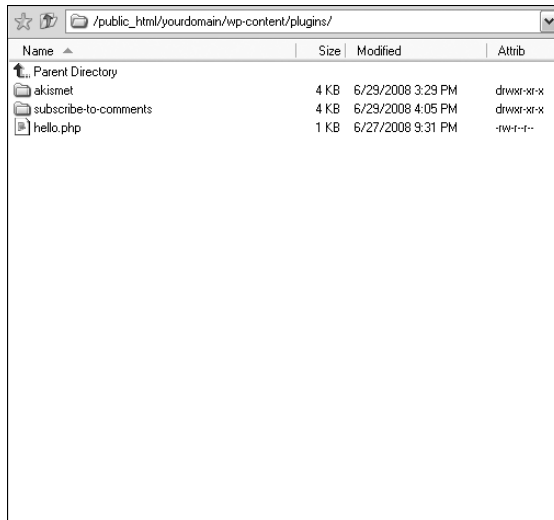 /public_html/yourdomain/wp-content/plugins/
Name Size Modified Attrib
Parent Directory
akismet 4 KB 6/29/2008 3:29 PM drwxr-xr-x
subscribe-to-comments 4 KB 6/29/2008 4:05 PM drwxr-xr-x
hello.php 1 KB 6/27/2008 9:31 PM -rw-r--r--